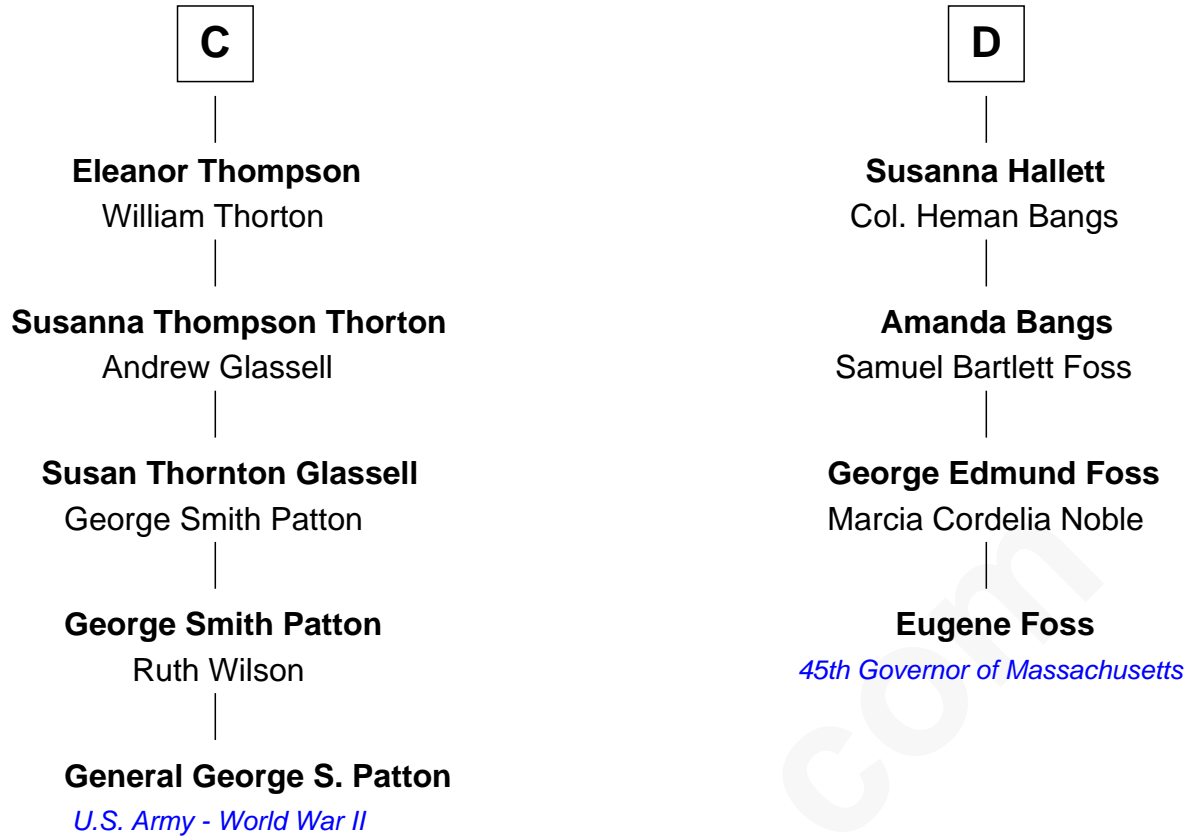 C
Eleanor Thompson
William Thorton
Susanna Thompson Thorton
Andrew Glassell
Susan Thornton Glassell
George Smith Patton
George Smith Patton
Ruth Wilson
General George S. Patton
U.S. Army - World War II
D
Susanna Hallett
Col. Heman Bangs
Amanda Bangs
Samuel Bartlett Foss
George Edmund Foss
Marcia Cordelia Noble
Eugene Foss
45th Governor of Massachusetts
com